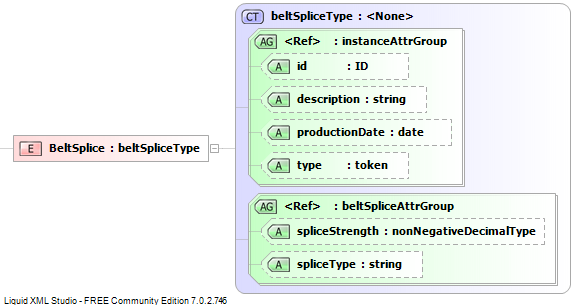 CT beltSpliceType : <None>
AG <Ref> : instanceAttrGroup
A id : ID
A description : string
A productionDate : date
A type : token
E BeltSplice : beltSpliceType
AG <Ref> : beltSpliceAttrGroup
A spliceStrength : nonNegativeDecimalType
A spliceType : string
Liquid XML Studio - FREE Community Edition 7.0.2.746